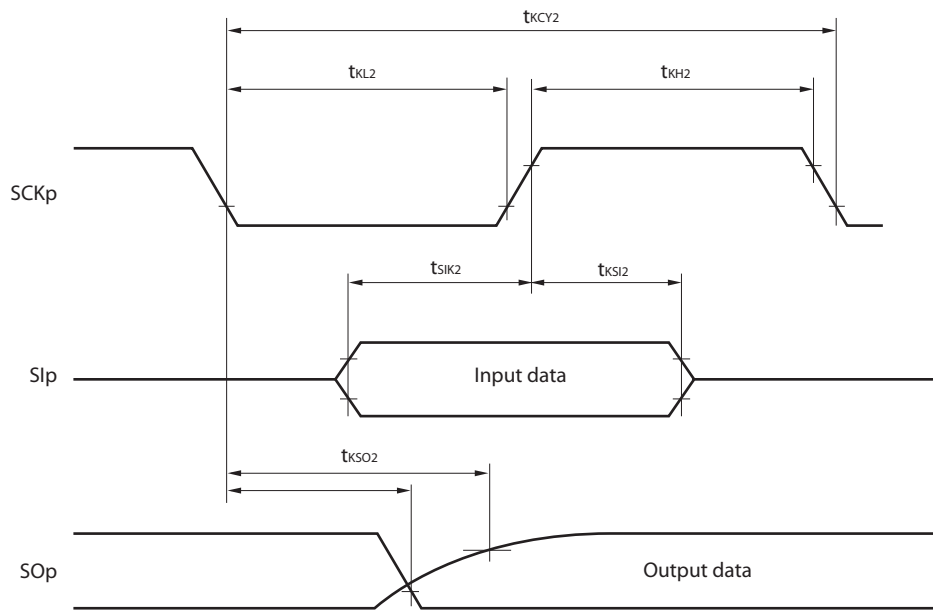 tKCY2
tKL2
tKH2
SCKp
tSIK2
tKSI2
SIp
Input data
tKSO2
SOp
Output data